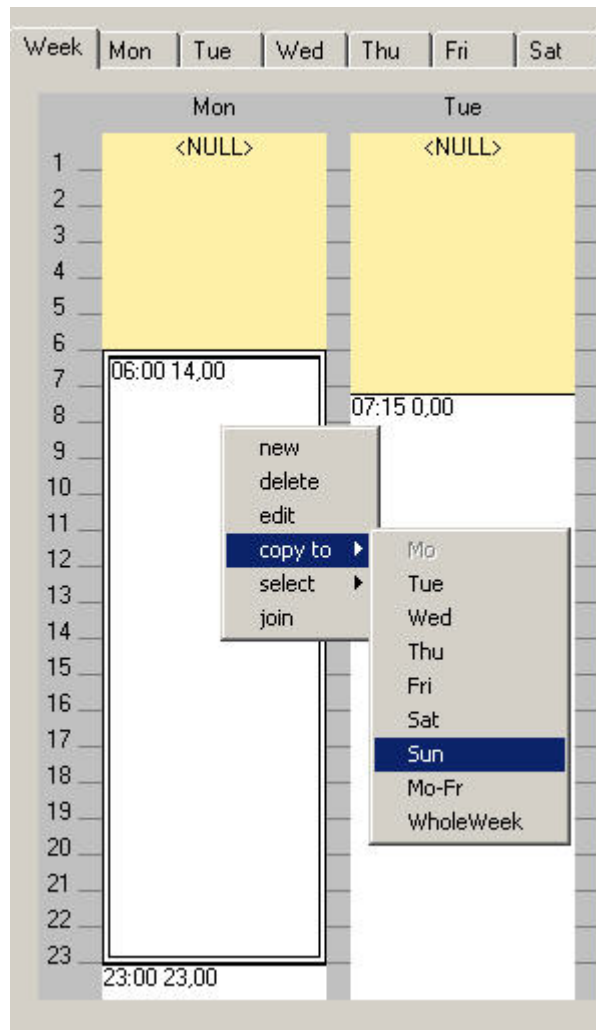 Week Mon Tue Wed Thu Fri Sat
Mon Tue
<NULL> <NULL>
1
2
3
4
5
6
7
06:00 14,00
07:15 0,00
8
9
10
11
12
13
14
15
16
17
18
19
20
21
22
23
23:00 23,00
new
delete
edit
copy to
select
join
Mo
Tue
Wed
Thu
Fri
Sat
Sun
Mo-Fr
WholeWeek